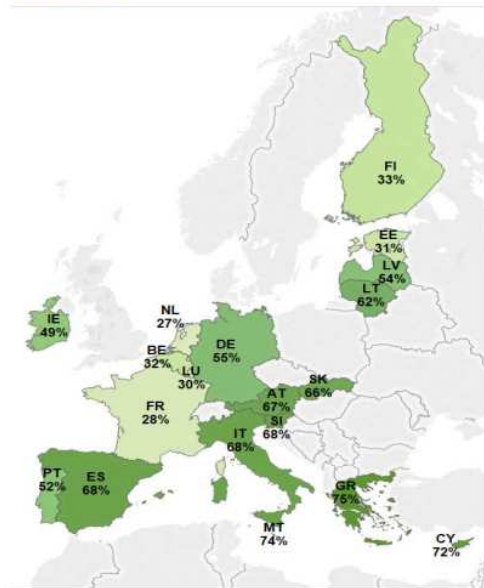 FI
33%
EE
31%
LV
54%
LT
62%
IE
49%
NL
27%
BE
32%
DE
55%
LU
30%
SK
66%
AT
67%
FR
28%
SI
68%
IT
68%
PT
52%
ES
68%
GR
75%
MT
74%
CY
72%